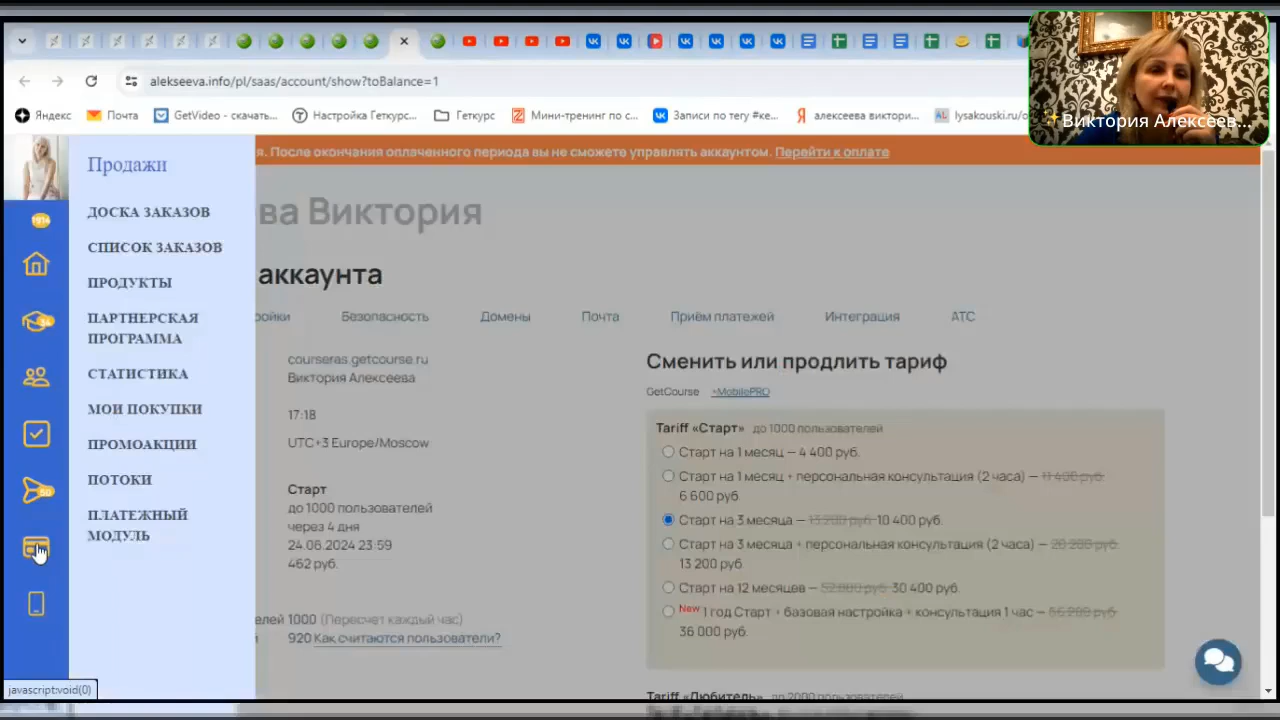 alekseeva.info/pl/saas/account/show?toBalance=1
Яндекс
Почта
GetVideo - скачать...
Настройка Геткурс...
Геткурс
Мини-тренинг по с...
Записи по тегу #ке...
алексеева виктори...
lysakouski.ru/o
Виктория Алексеев...
я. После окончания оплаченного периода вы не сможете управлять аккаунтом. Перейти к оплате
ва Виктория
аккаунта
ройки
Безопасность
Домены
Почта
Приём платежей
Интеграция
АТС
1914
34
50
Продажи
ДОСКА ЗАКАЗОВ
СПИСОК ЗАКАЗОВ
ПРОДУКТЫ
ПАРТНЕРСКАЯ
ПРОГРАММА
СТАТИСТИКА
МОИ ПОКУПКИ
ПРОМОАКЦИИ
ПОТОКИ
ПЛАТЕЖНЫЙ
МОДУЛЬ
courseras.getcourse.ru
Виктория Алексеева
17:18
UTC+3 Europe/Moscow
Старт
до 1000 пользователей
через 4 дня
24.06.2024 23:59
462 руб.
елей 1000 (Пересчет каждый час)
920 Как считаются пользователи?
Сменить или продлить тариф
GetCourse +MobilePRO
Tariff «Старт» до 1000 пользователей
Старт на 1 месяц — 4 400 руб.
Старт на 1 месяц + персональная консультация (2 часа) — 11 400 руб.
6 600 руб.
Старт на 3 месяца — 13 200 руб. 10 400 руб.
Старт на 3 месяца + персональная консультация (2 часа) — 20 200 руб.
13 200 руб.
Старт на 12 месяцев — 52 800 руб. 30 400 руб.
New 1 год Старт + базовая настройка + консультация 1 час — 66 200 руб.
36 000 руб.
Tariff «Любитель» до 2000 пользователей
javascript:void(0)